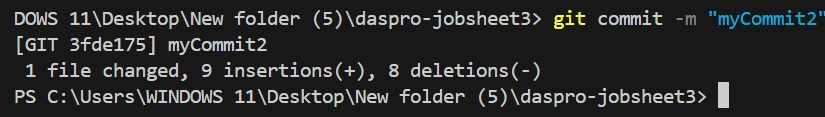 DOWS 11\Desktop\New folder (5)\daspro-jobsheet3> git commit -m "myCommit2"
[GIT 3fde175] myCommit2
 1 file changed, 9 insertions(+), 8 deletions(-)
PS C:\Users\WINDOWS 11\Desktop\New folder (5)\daspro-jobsheet3>